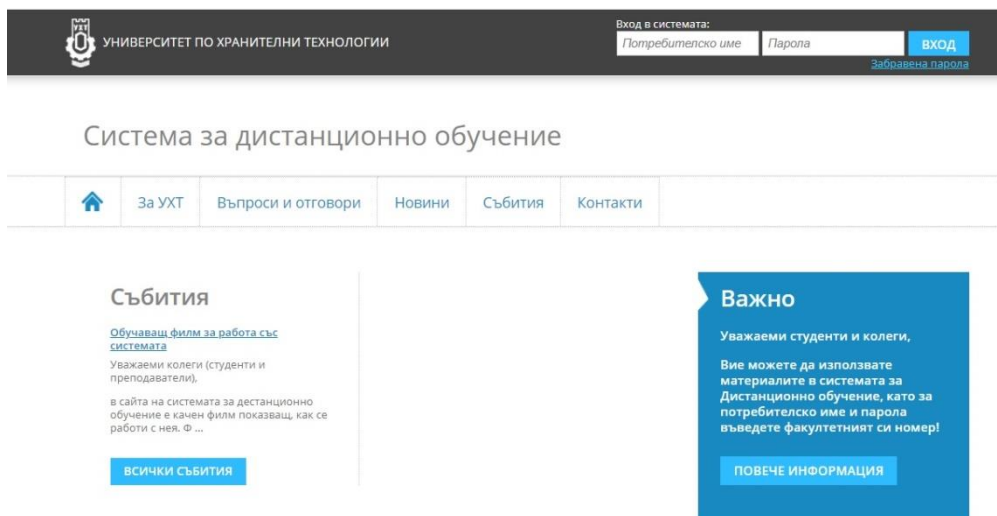 УХТ
УНИВЕРСИТЕТ ПО ХРАНИТЕЛНИ ТЕХНОЛОГИИ
Вход в системата:
Потребителско име
Парола
ВХОД
Забравена парола
Система за дистанционно обучение
За УХТ
Въпроси и отговори
Новини
Събития
Контакти
Събития
Обучаващ филм за работа със
системата
Уважаеми колеги (студенти и
преподаватели),
в сайта на система за дестанционно
обучение е качен филм показващ, как се
работи с нея. Ф ...
ВСИЧКИ СЪБИТИЯ
Важно
Уважаеми студенти и колеги,
Вие можете да използвате
материалите в системата за
Дистанционно обучение, като за
потребителско име и парола
въведете факултетният си номер!
ПОВЕЧЕ ИНФОРМАЦИЯ